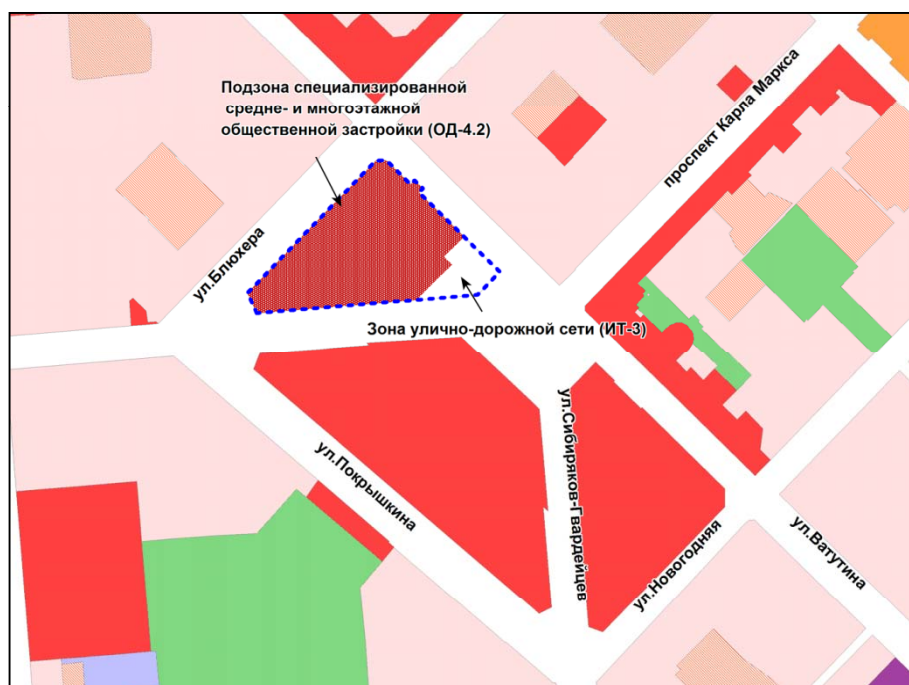 Подзона специализированной
средне- и многоэтажной
общественной застройки (ОД-4.2)
проспект Карла Маркса
ул.Блюхера
Зона улично-дорожной сети (ИТ-3)
ул.Покрышкина
ул.Сибиряков-Гвардейцев
ул.Новогодняя
ул.Ватутина